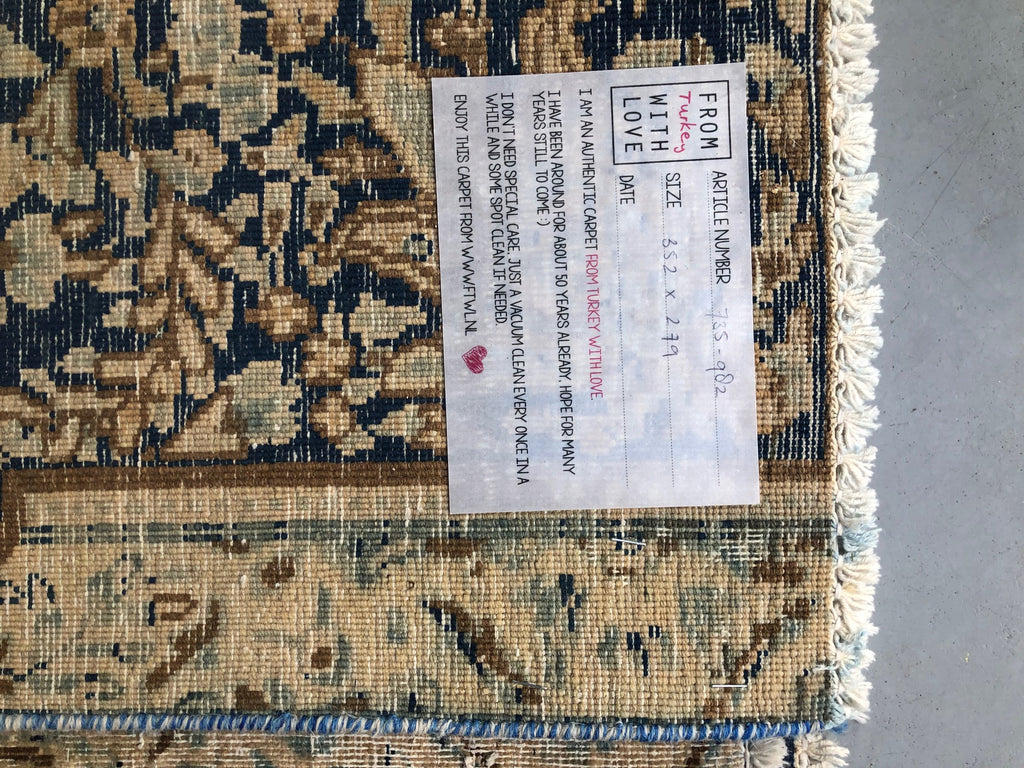 FROM
Turkey
WITH
LOVE
ARTICLE NUMBER 735-982
SIZE 352 x 279
DATE
I AM AN AUTHENTIC CARPET FROM TURKEY WITH LOVE.
I HAVE BEEN AROUND FOR ABOUT 50 YEARS ALREADY, HOPE FOR MANY
YEARS STILL TO COME :)
I DON'T NEED SPECIAL CARE, JUST A VACUUM CLEAN EVERY ONCE IN A
WHILE AND SOME SPOT CLEAN IF NEEDED.
ENJOY THIS CARPET FROM WWW.FTWL.NL